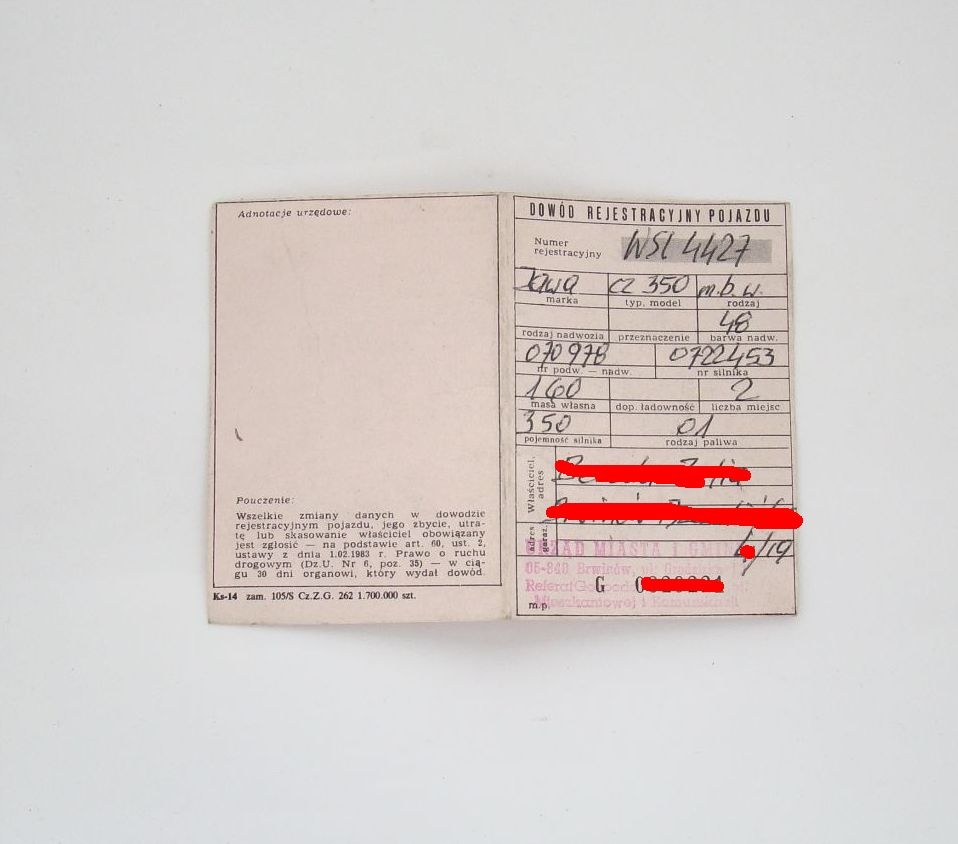 Adnotacje urzędowe:
Pouczenie:
Wszelkie zmiany danych w dowodzie
rejestracyjnym pojazdu, jego zbycie, utra-
tę lub skasowanie właściciel obowiązany
jest zgłosić — na podstawie art. 60, ust. 2,
ustawy z dnia 1.02.1983 r. Prawo o ruchu
drogowym (Dz.U. Nr 6, poz. 35) — w cią-
gu 30 dni organowi, który wydał dowód.
Ks-14 zam. 105/S Cz.Z.G. 262 1.700.000 szt.
DOWÓD REJESTRACYJNY POJAZDU
Numer
rejestracyjny
WSL 4427
Jawa cz 350 m.b.w.
marka typ, model rodzaj
48
rodzaj nadwozia przeznaczenie barwa nadw.
070978 0722453
nr podw. — nadw. nr silnika
160 2
masa własna dop. ładowność liczba miejsc
350 01
pojemność silnika rodzaj paliwa
Właściciel,
adres
adres
garaż.
/19
URZĄD MIASTA I GMINY
05-840 Brwinów, ul.
Referat
Mieszkaniowej i Komunikacji
G
m.p.